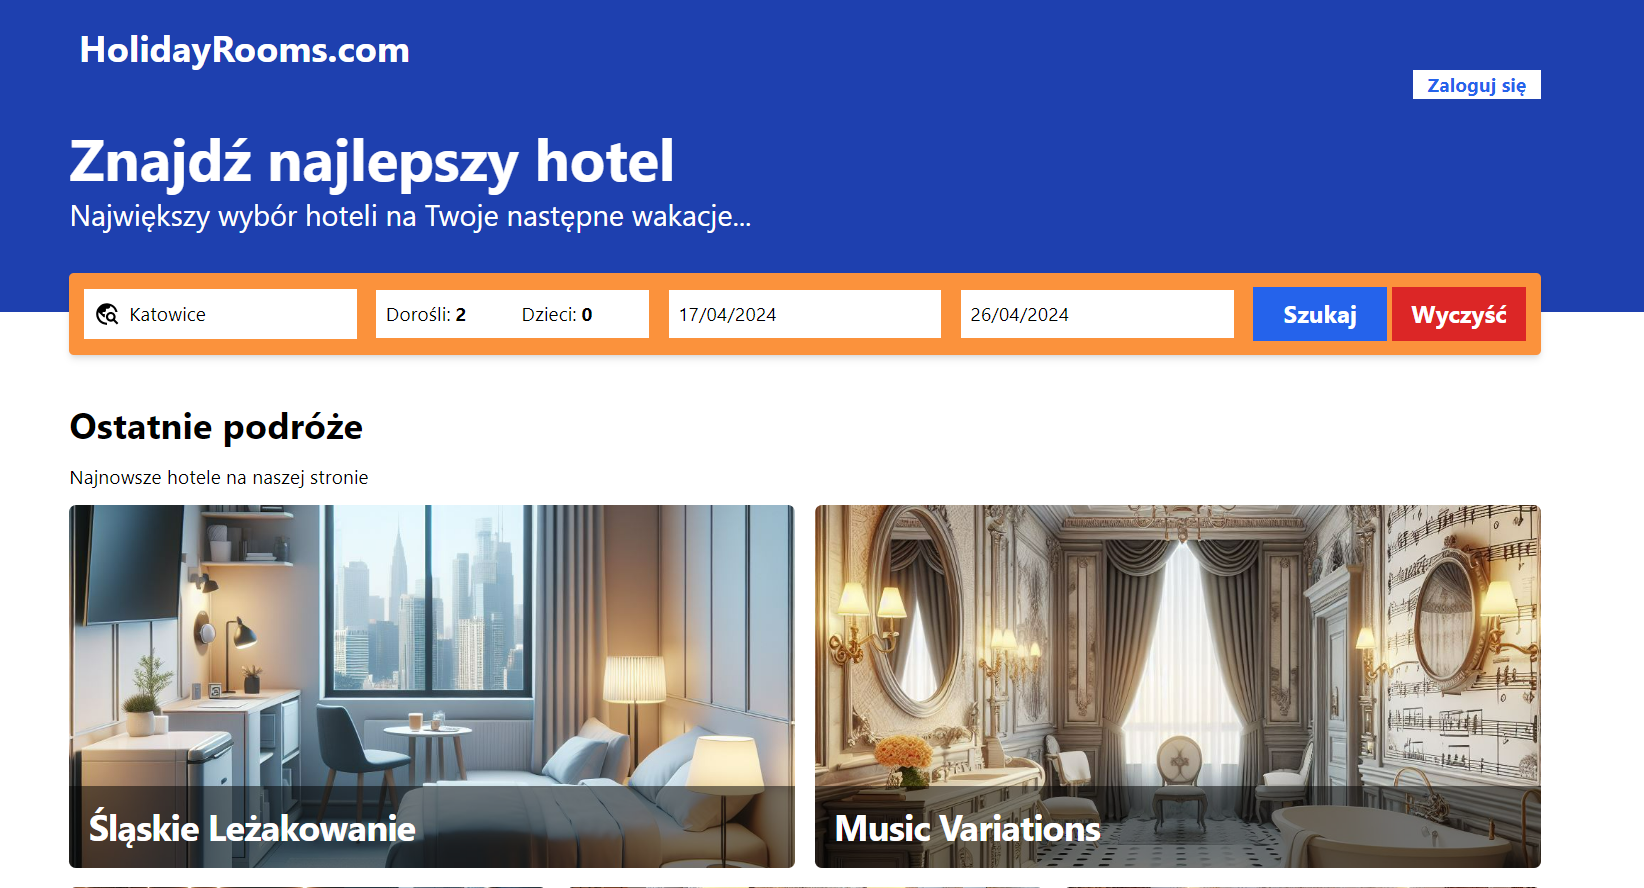 HolidayRooms.com
Zaloguj się
Znajdź najlepszy hotel
Największy wybór hoteli na Twoje następne wakacje...
Katowice
Dorośli: 2
Dzieci: 0
17/04/2024
26/04/2024
Szukaj
Wyczyść
Ostatnie podróże
Najnowsze hotele na naszej stronie
Śląskie Leżakowanie
Music Variations